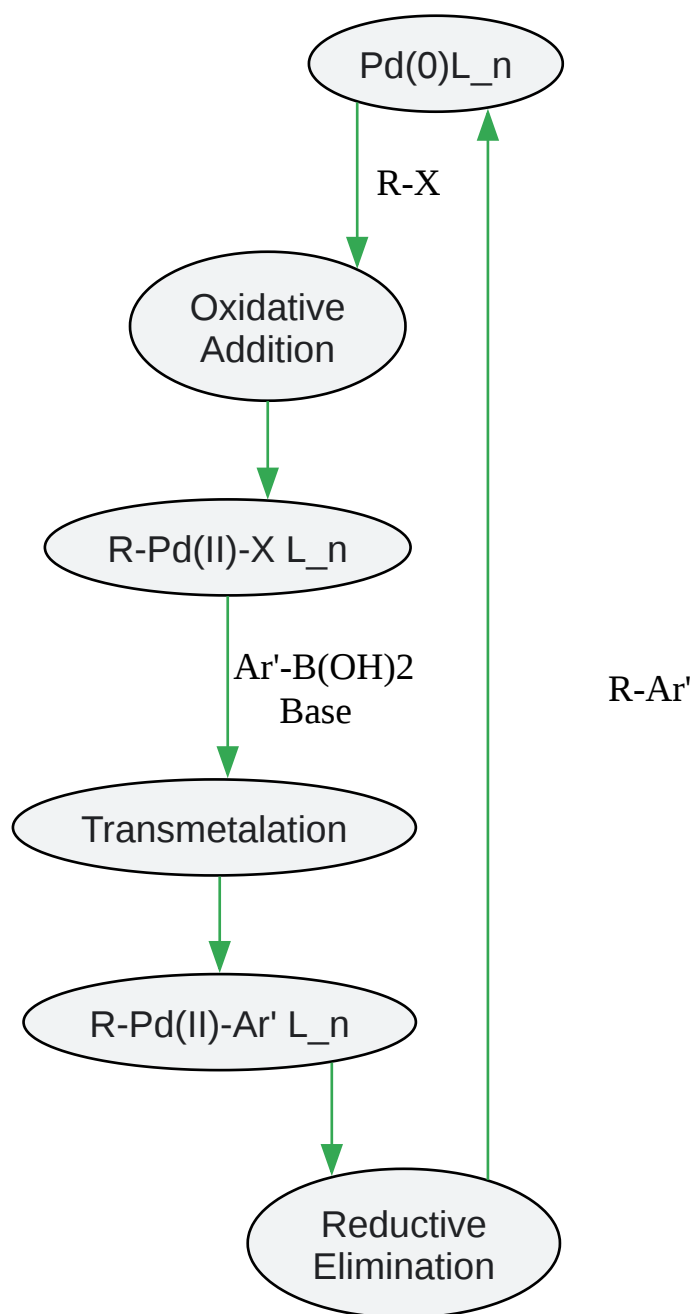 Pd(0)L_n
R-X
Oxidative
Addition
R-Pd(II)-X L_n
Ar'-B(OH)2
Base
R-Ar'
Transmetalation
R-Pd(II)-Ar' L_n
Reductive
Elimination